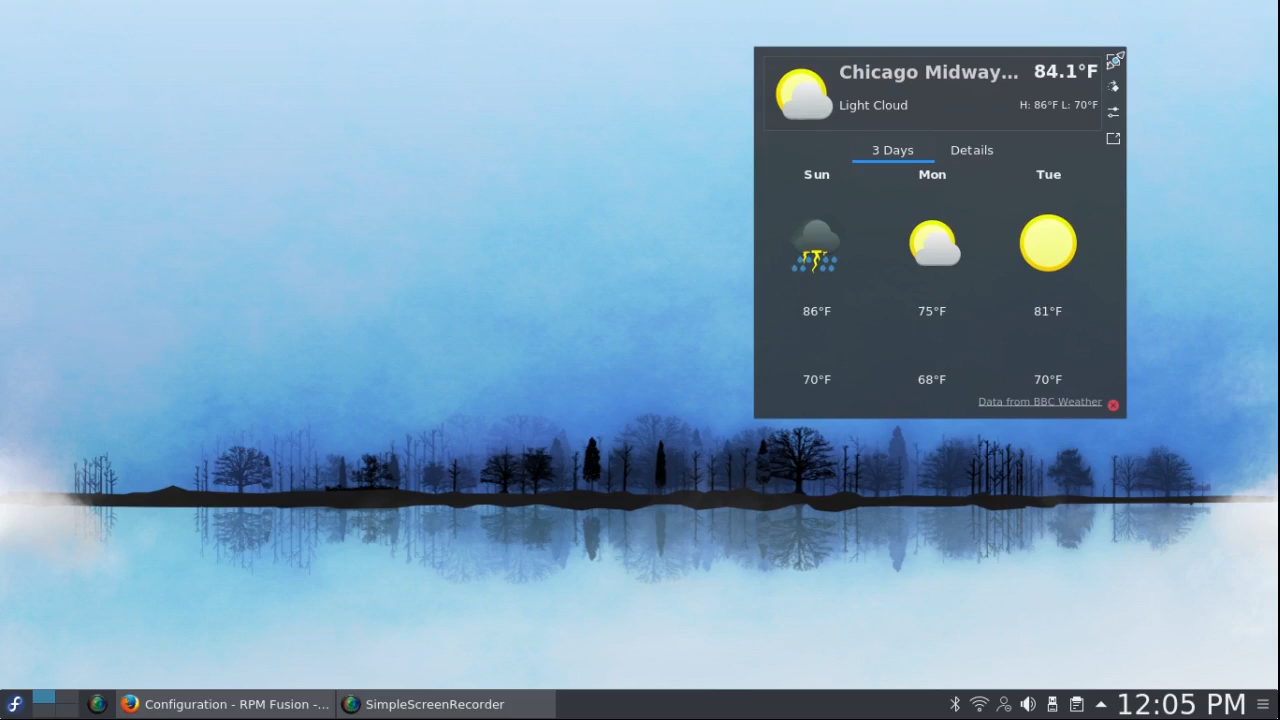 Chicago Midway... 84.1°F
Light Cloud H: 86°F L: 70°F
3 Days Details
Sun Mon Tue
86°F 75°F 81°F
70°F 68°F 70°F
Data from BBC Weather
Configuration - RPM Fusion -... SimpleScreenRecorder 12:05 PM